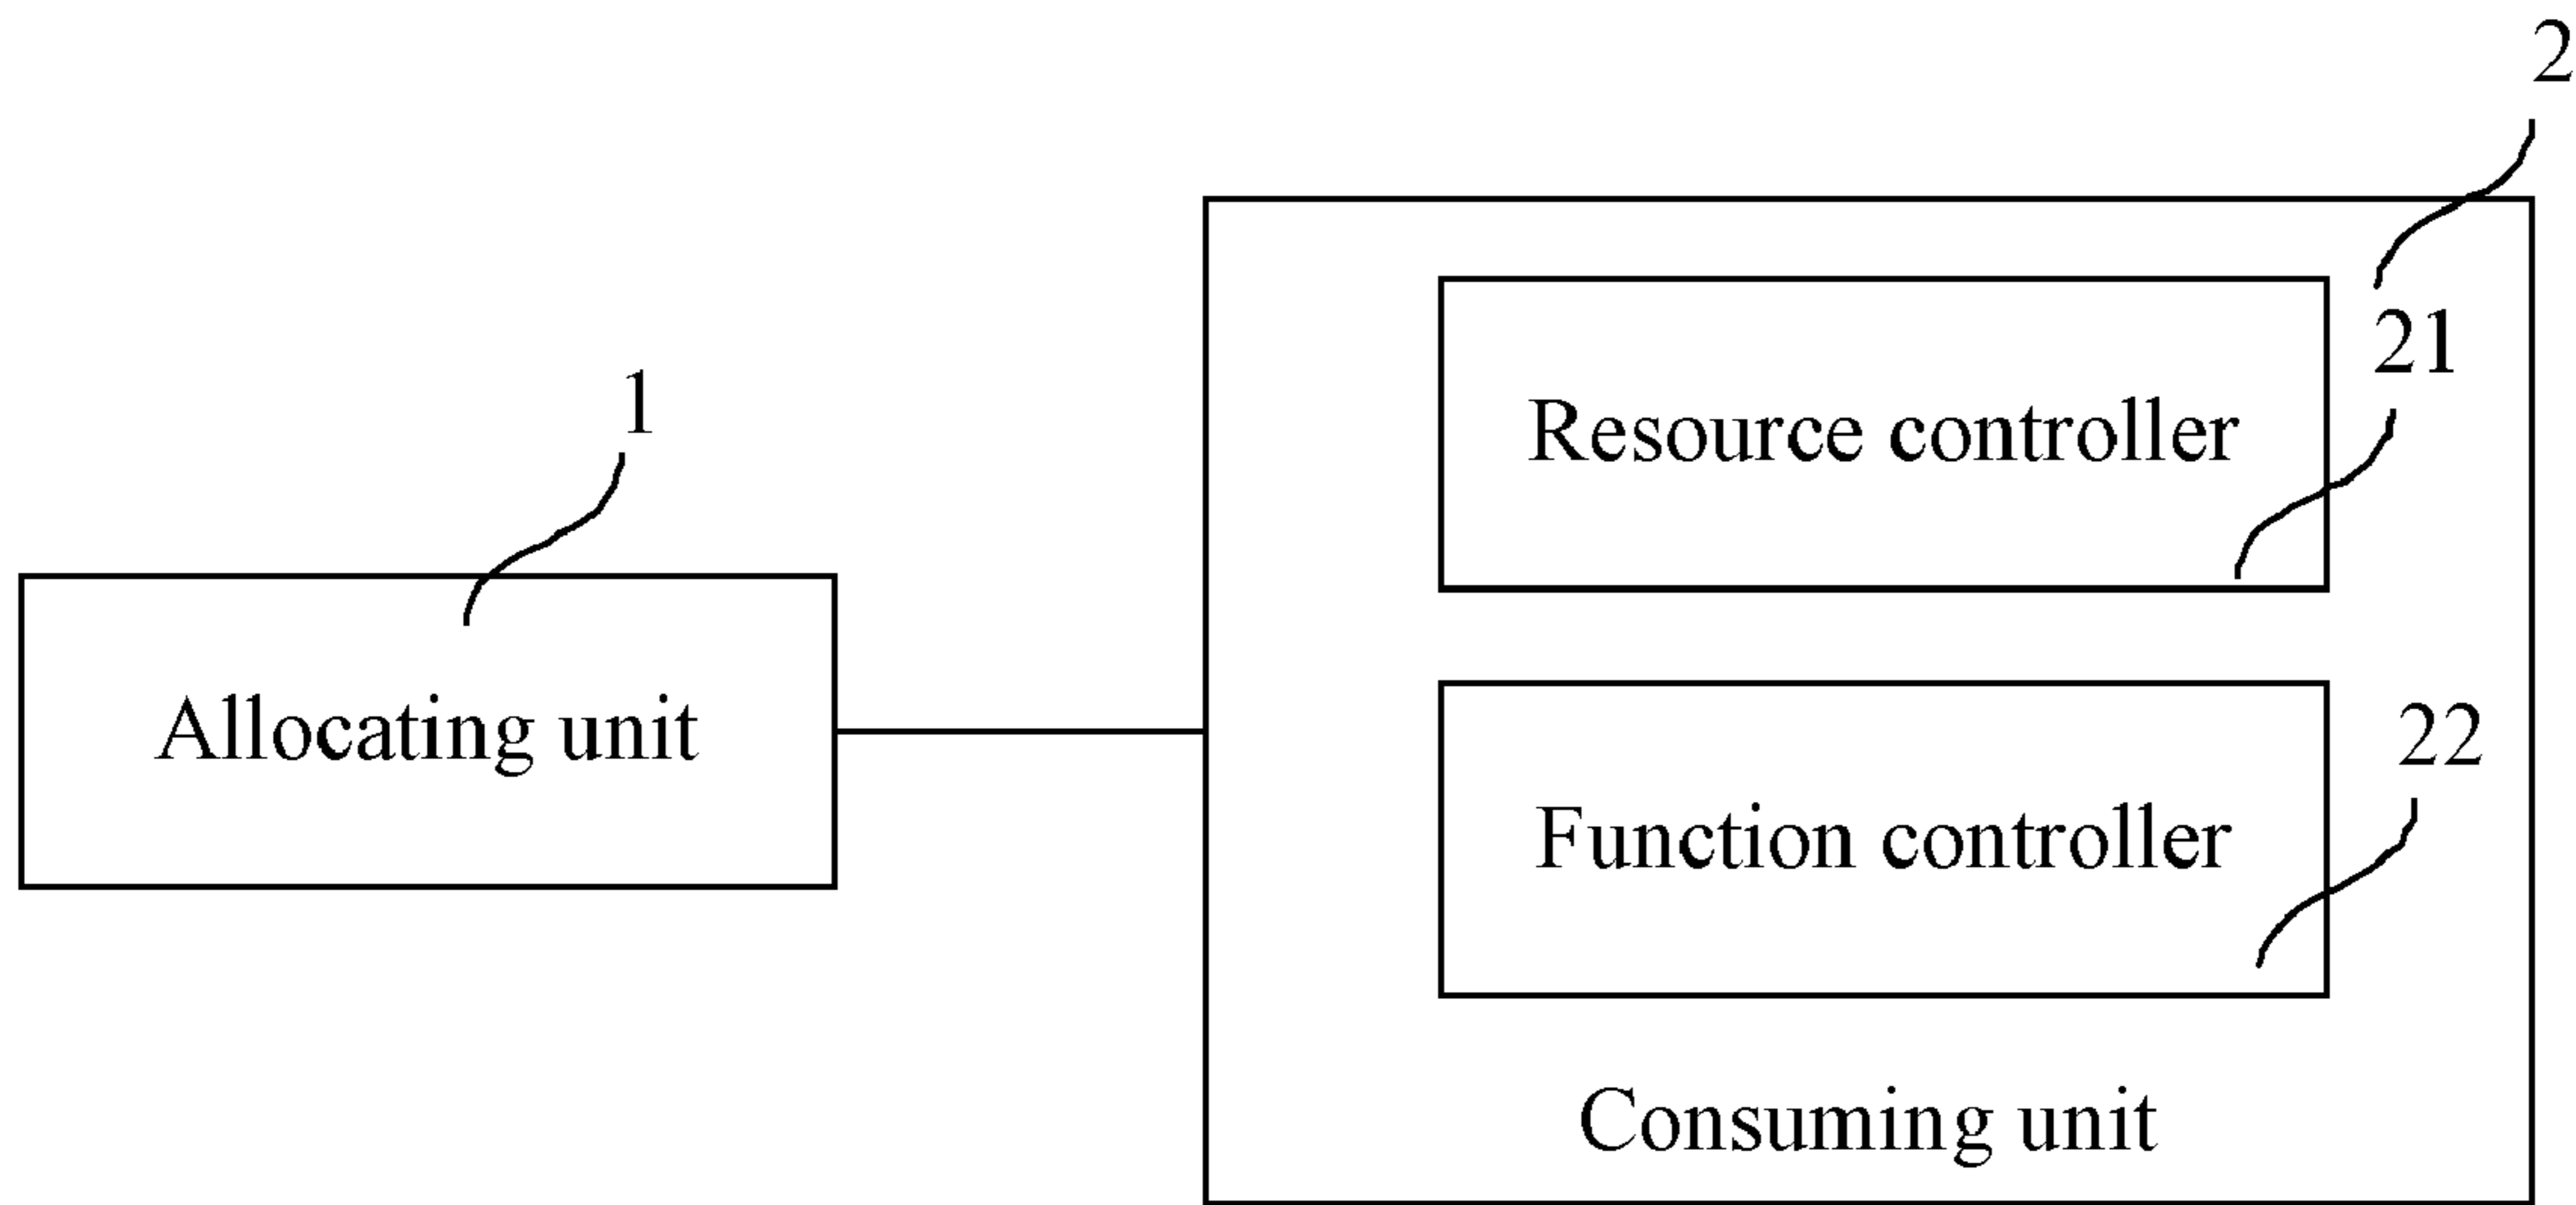 2
21
Resource controller
1
Allocating unit
22
Function controller
Consuming unit